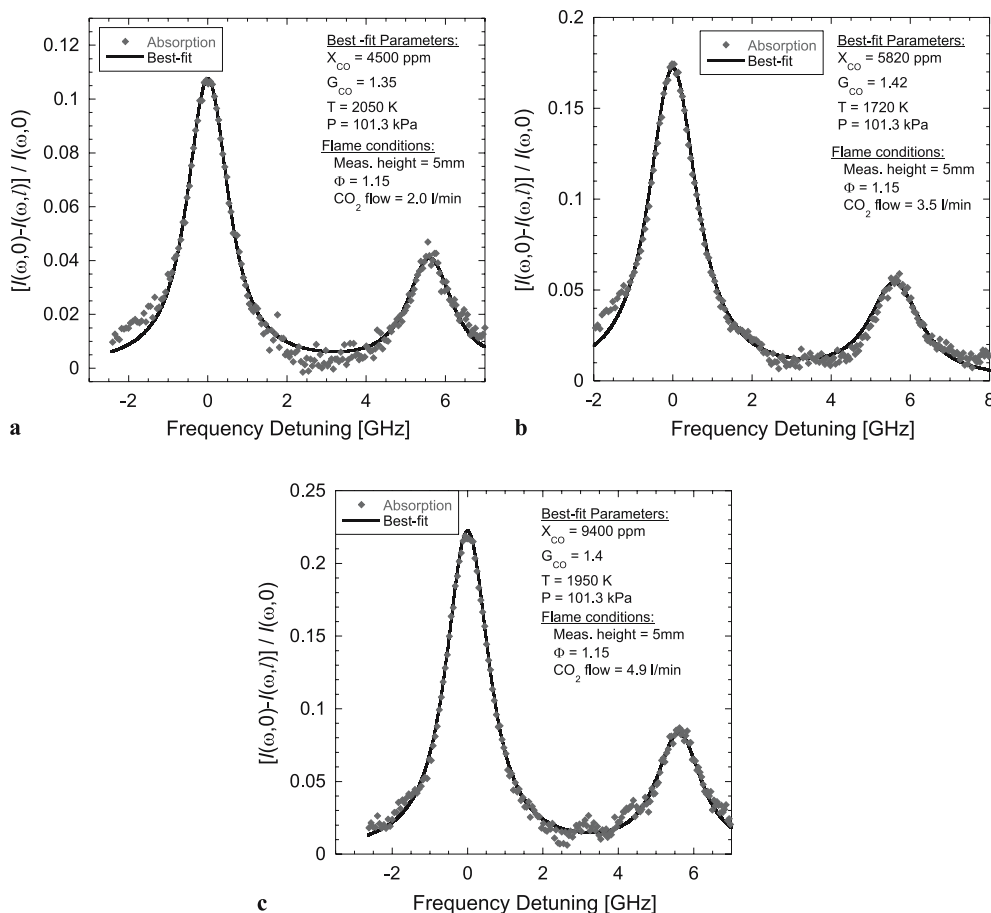 0.12
0.1
0.08
0.06
0.04
0.02
0
-2
0
2
4
6
[I(ω,0)-I(ω,l)] / I(ω,0)
Frequency Detuning [GHz]
Absorption
Best-fit
Best -fit Parameters:
X_CO = 4500 ppm
G_CO = 1.35
T = 2050 K
P = 101.3 kPa
Flame conditions:
Meas. height = 5mm
Φ = 1.15
CO₂ flow = 2.0 l/min
a
0.2
0.15
0.1
0.05
0
-2
0
2
4
6
8
[I(ω,0)-I(ω,l)] / I(ω,0)
Frequency Detuning [GHz]
Absorption
Best-fit
Best-fit Parameters:
X_CO = 5820 ppm
G_CO = 1.42
T = 1720 K
P = 101.3 kPa
Flame conditions:
Meas. height = 5mm
Φ = 1.15
CO₂ flow = 3.5 l/min
b
0.25
0.2
0.15
0.1
0.05
0
-2
0
2
4
6
[I(ω,0)-I(ω,l)] / I(ω,0)
Frequency Detuning [GHz]
Absorption
Best-fit
Best-fit Parameters:
X_CO = 9400 ppm
G_CO = 1.4
T = 1950 K
P = 101.3 kPa
Flame conditions:
Meas. height = 5mm
Φ = 1.15
CO₂ flow = 4.9 l/min
c